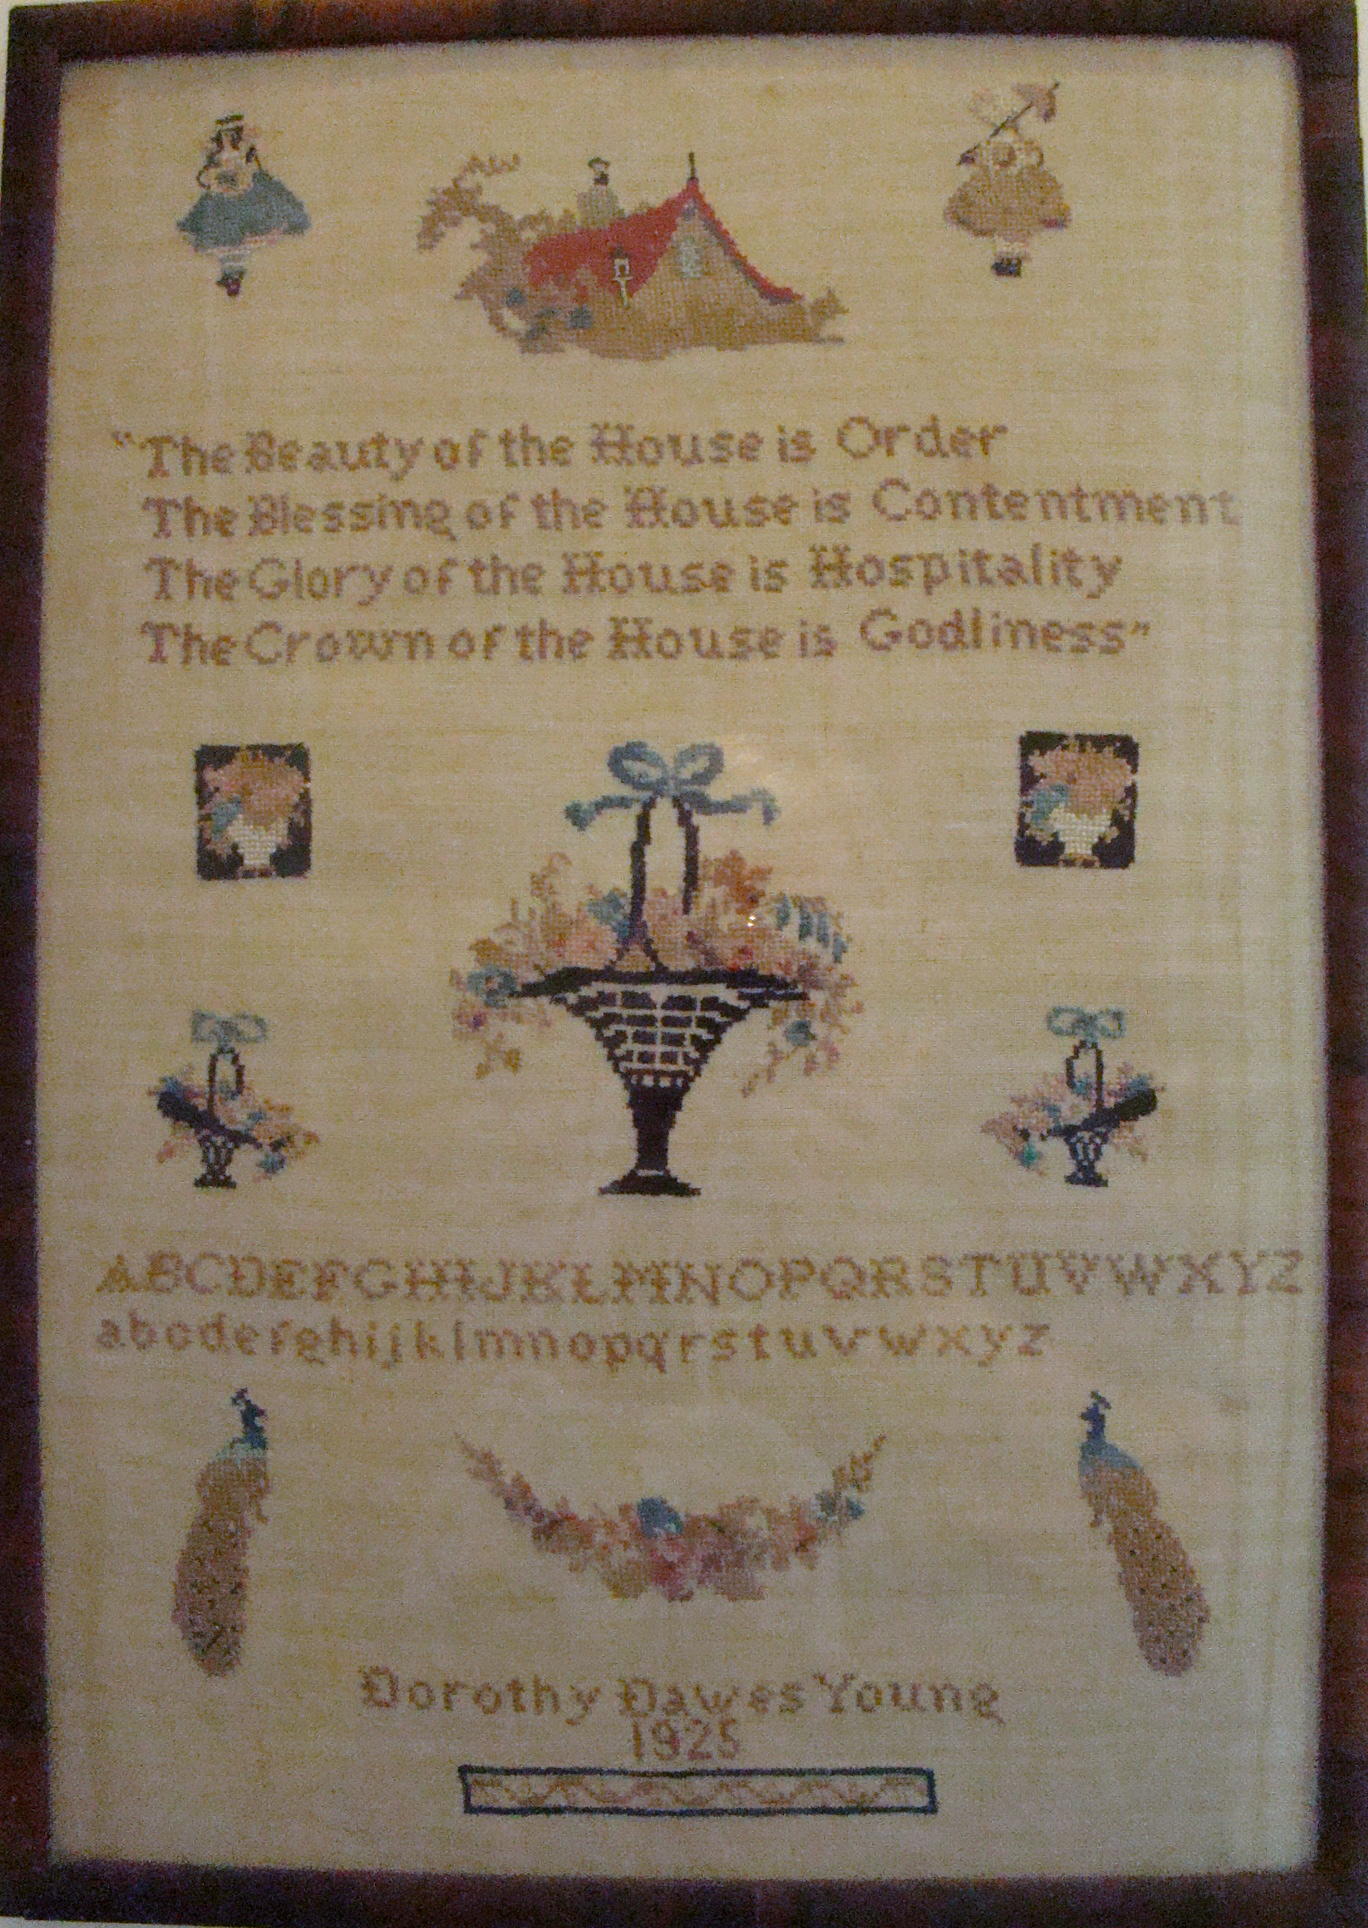 "The Beauty of the House is Order
The Blessing of the House is Contentment
The Glory of the House is Hospitality
The Crown of the House is Godliness"
ABCDEFGHIJKLMNOPQRSTUVWXYZ
abcdefghijklmnopqrstuvwxyz
Dorothy Dawes Young
1925